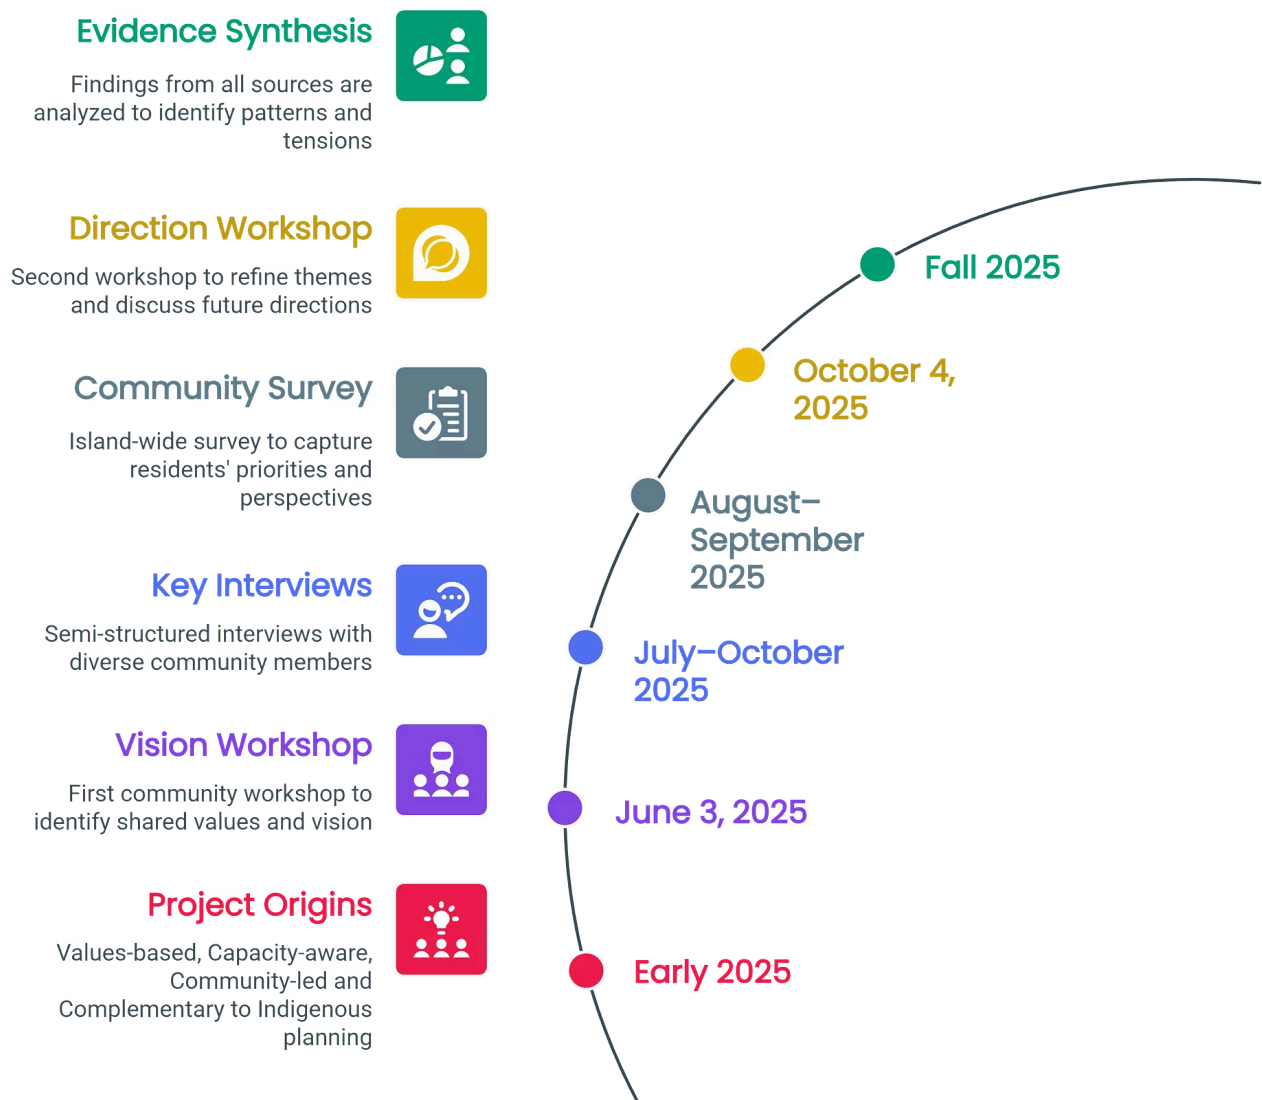 Evidence Synthesis
Findings from all sources are
analyzed to identify patterns and
tensions
Fall 2025
Direction Workshop
Second workshop to refine themes
and discuss future directions
October 4,
2025
Community Survey
Island-wide survey to capture
residents' priorities and
perspectives
August–
September
2025
Key Interviews
Semi-structured interviews with
diverse community members
July–October
2025
Vision Workshop
First community workshop to
identify shared values and vision
June 3, 2025
Project Origins
Values-based, Capacity-aware,
Community-led and
Complementary to Indigenous
planning
Early 2025